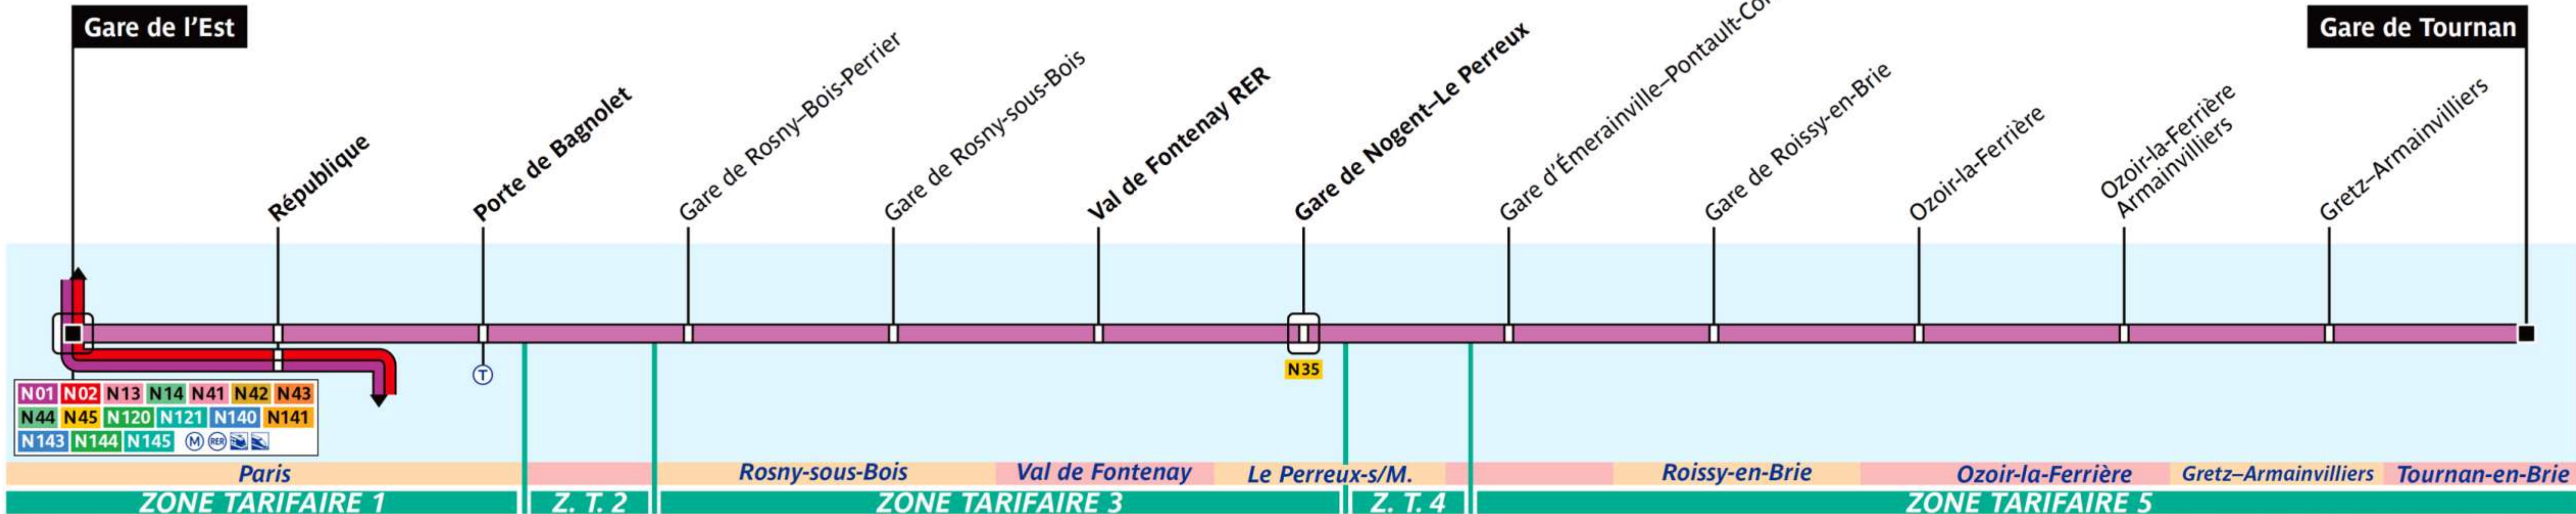 Gare de l'Est
République
Porte de Bagnolet
Gare de Rosny–Bois-Perrier
Gare de Rosny-sous-Bois
Val de Fontenay RER
Gare de Nogent–Le Perreux
Gare d'Émerainville–Pontault-
Gare de Roissy-en-Brie
Ozoir-la-Ferrière
Ozoir-la-Ferrière
Armainvilliers
Gretz–Armainvilliers
Gare de Tournan
T
N35
N01 N02 N13 N14 N41 N42 N43
N44 N45 N120 N121 N140 N141
N143 N144 N145 M RER
Paris
Rosny-sous-Bois
Val de Fontenay
Le Perreux-s/M.
Roissy-en-Brie
Ozoir-la-Ferrière
Gretz–Armainvilliers
Tournan-en-Brie
ZONE TARIFAIRE 1
Z. T. 2
ZONE TARIFAIRE 3
Z. T. 4
ZONE TARIFAIRE 5